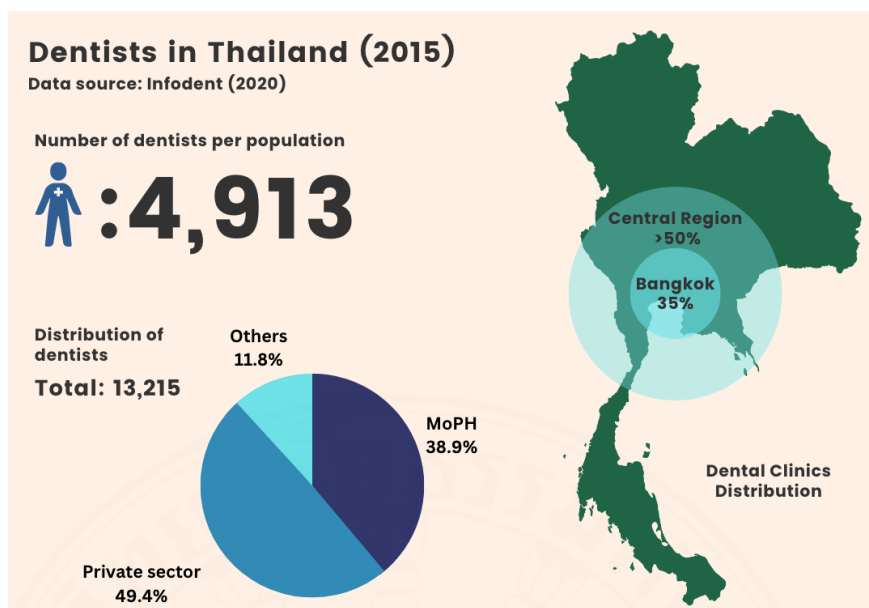 Dentists in Thailand (2015)
Data source: Infodent (2020)
Number of dentists per population
:4,913
Distribution of
dentists
Total: 13,215
Others
11.8%
MoPH
38.9%
Private sector
49.4%
Central Region
>50%
Bangkok
35%
Dental Clinics
Distribution